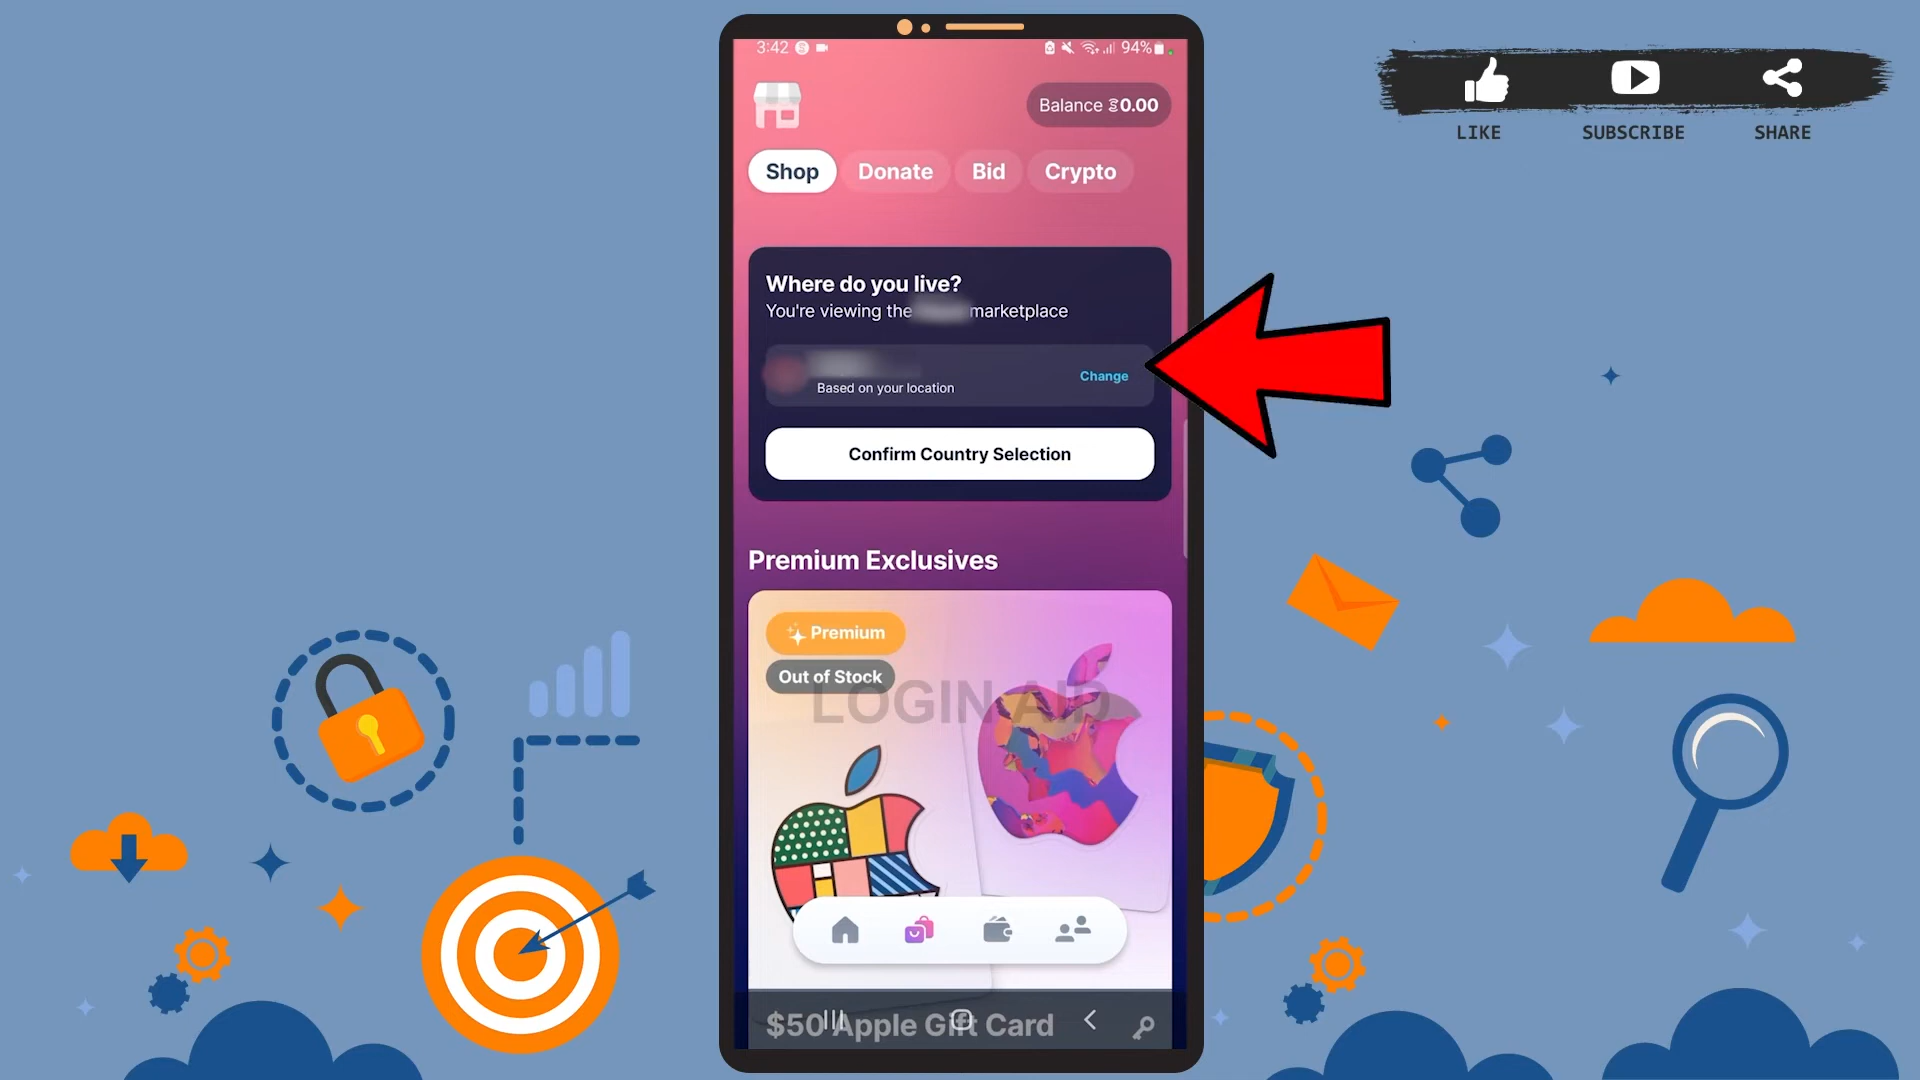 3:42
94%
LIKE
SUBSCRIBE
SHARE
Balance 0.00
Shop
Donate
Bid
Crypto
Where do you live?
You're viewing the marketplace
Based on your location
Change
Confirm Country Selection
Premium Exclusives
Premium
Out of Stock
LOGIN AID
$50 Apple Gift Card